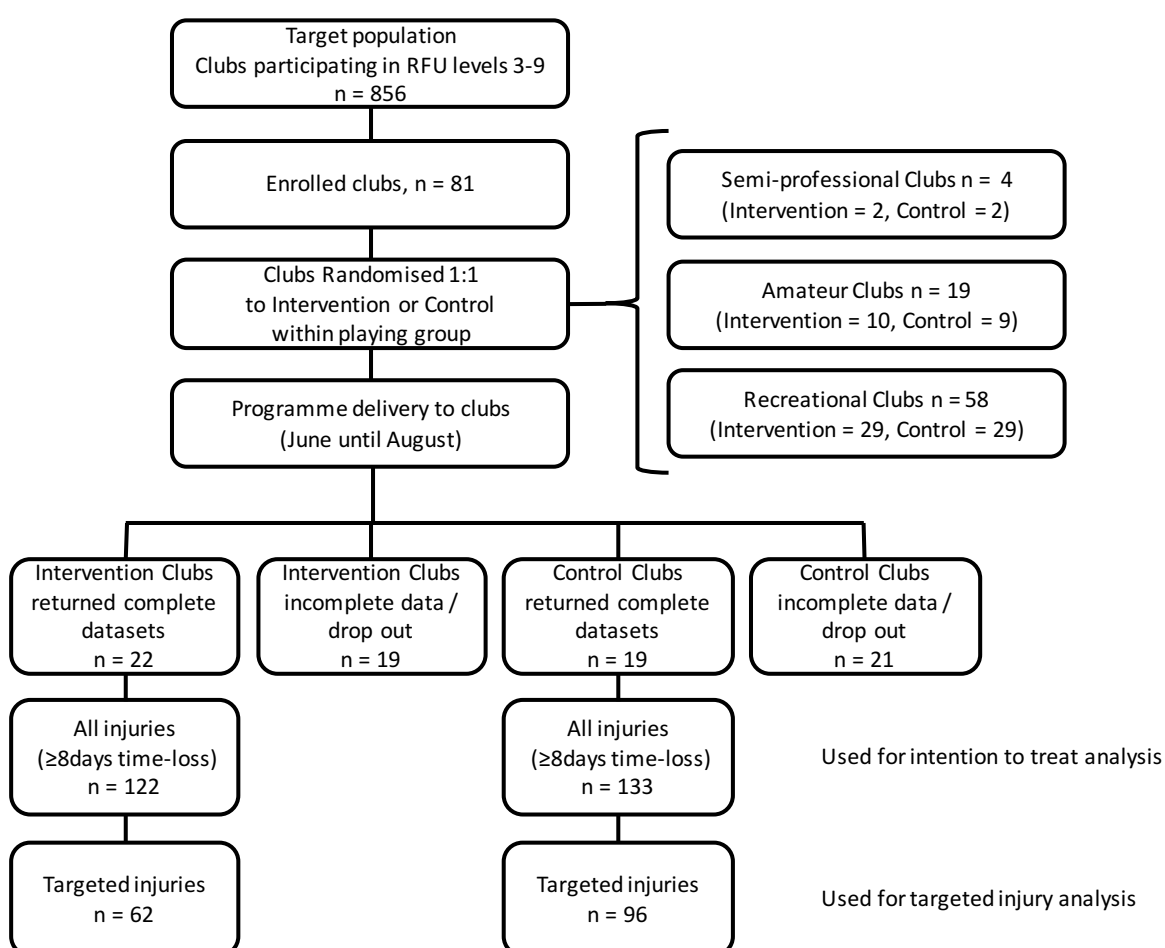 Target population
Clubs participating in RFU levels 3-9
n = 856
Enrolled clubs, n = 81
Clubs Randomised 1:1
to Intervention or Control
within playing group
Semi-professional Clubs n = 4
(Intervention = 2, Control = 2)
Amateur Clubs n = 19
(Intervention = 10, Control = 9)
Recreational Clubs n = 58
(Intervention = 29, Control = 29)
Programme delivery to clubs
(June until August)
Intervention Clubs
returned complete
datasets
n = 22
Intervention Clubs
incomplete data /
drop out
n = 19
Control Clubs
returned complete
datasets
n = 19
Control Clubs
incomplete data /
drop out
n = 21
All injuries
(≥8days time-loss)
n = 122
All injuries
(≥8days time-loss)
n = 133
Used for intention to treat analysis
Targeted injuries
n = 62
Targeted injuries
n = 96
Used for targeted injury analysis